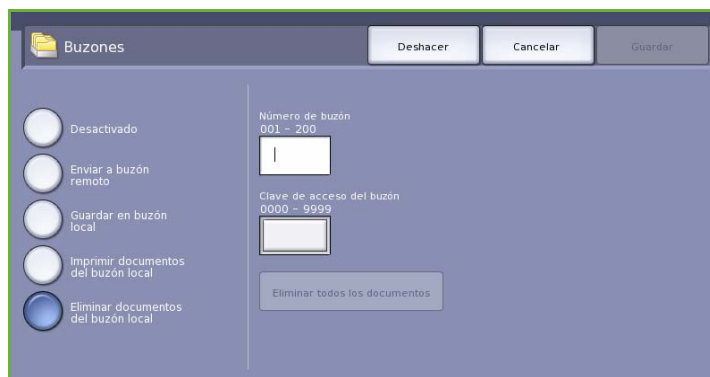 Buzones
Deshacer
Cancelar
Guardar
Desactivado
Enviar a buzón
remoto
Guardar en buzón
local
Imprimir documentos
del buzón local
Eliminar documentos
del buzón local
Número de buzón
001 - 200
Clave de acceso del buzón
0000 - 9999
Eliminar todos los documentos